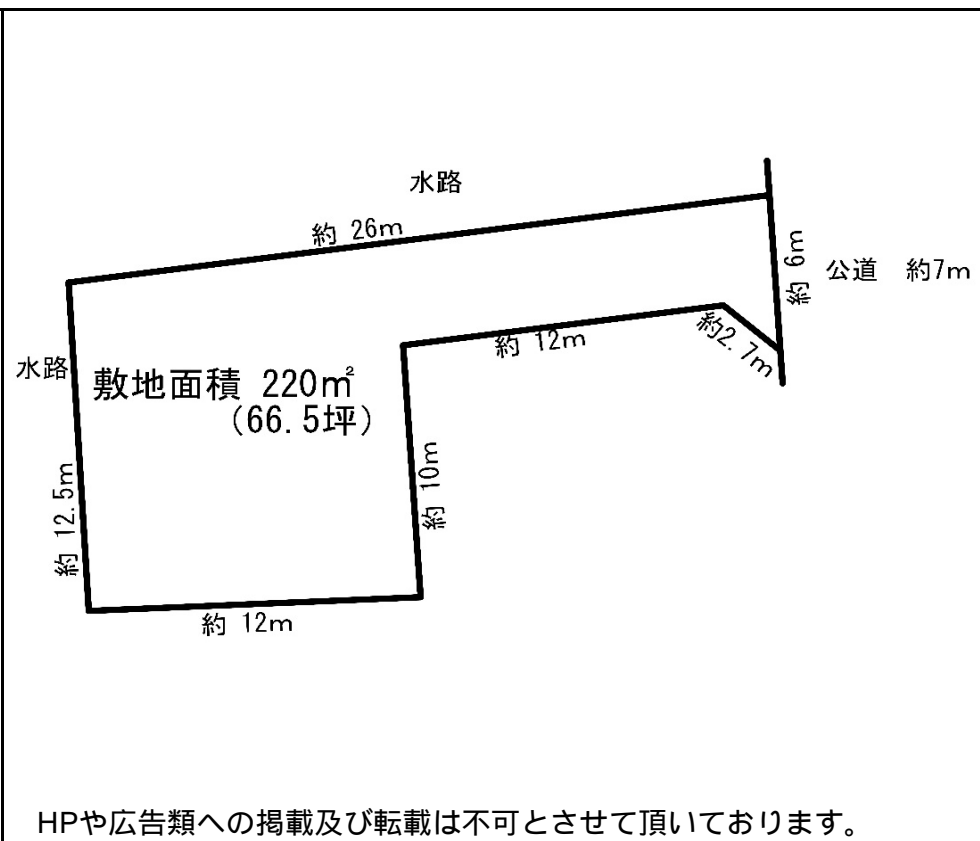 水路
約 26m
約 6m
公道　約7m
約 12m
約2.7m
水路
敷地面積 220㎡
（66.5坪）
約 10m
約 12.5m
約 12m
HPや広告類への掲載及び転載は不可とさせて頂いております。